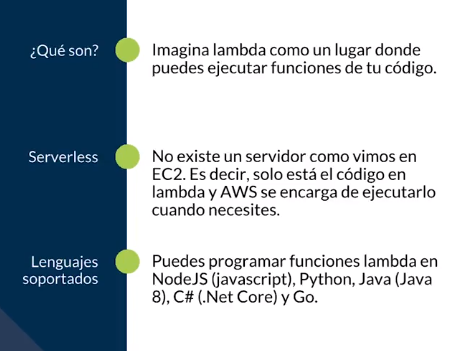 ¿Qué son?
Imagina lambda como un lugar donde
puedes ejecutar funciones de tu código.
Serverless
No existe un servidor como vimos en
EC2. Es decir, solo está el código en
lambda y AWS se encarga de ejecutarlo
cuando necesites.
Lenguajes
soportados
Puedes programar funciones lambda en
NodeJS (javascript), Python, Java (Java
8), C# (.Net Core) y Go.